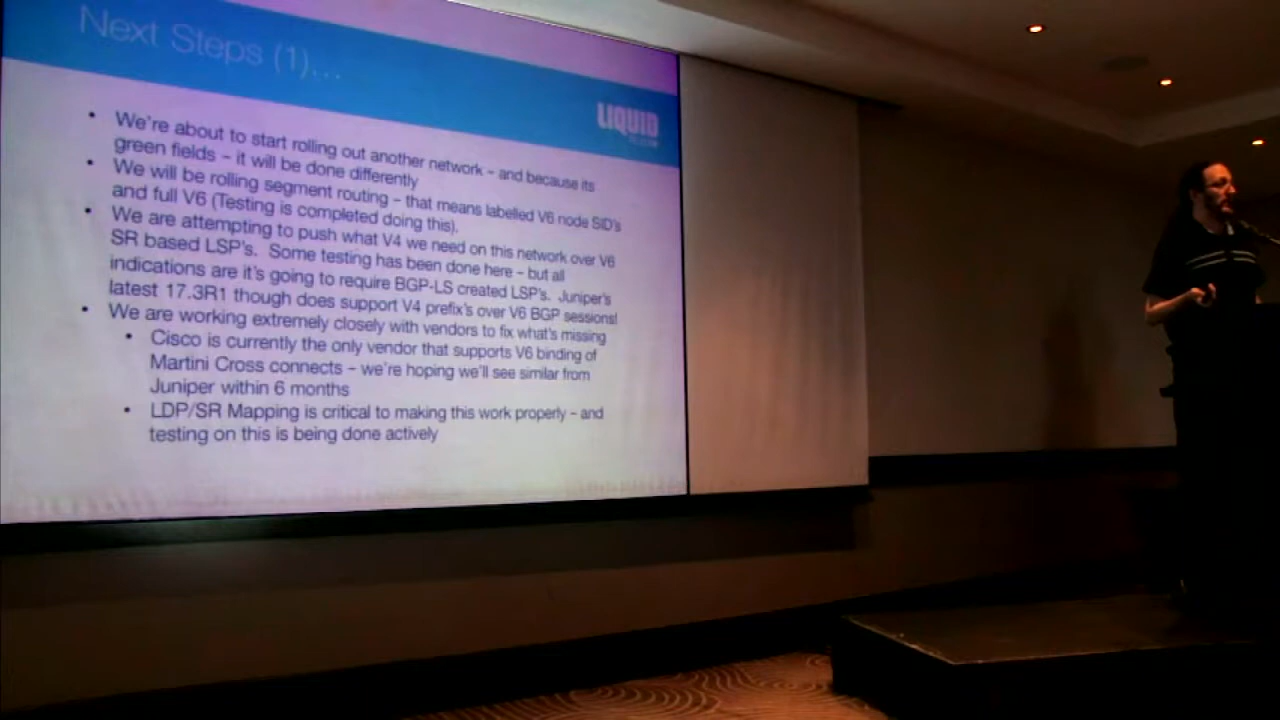 Next Steps (1)...
LIQUID
• We're about to start rolling out another network – and because its
green fields – it will be done differently
• We will be rolling segment routing – that means labelled V6 node SID's
and full V6 (Testing is completed doing this).
• We are attempting to push what V4 we need on this network over V6
SR based LSP's. Some testing has been done here – but all
indications are it's going to require BGP-LS created LSP's. Juniper's
latest 17.3R1 though does support V4 prefix's over V6 BGP sessions!
• We are working extremely closely with vendors to fix what's missing
• Cisco is currently the only vendor that supports V6 binding of
Martini Cross connects – we're hoping we'll see similar from
Juniper within 6 months
• LDP/SR Mapping is critical to making this work properly – and
testing on this is being done actively